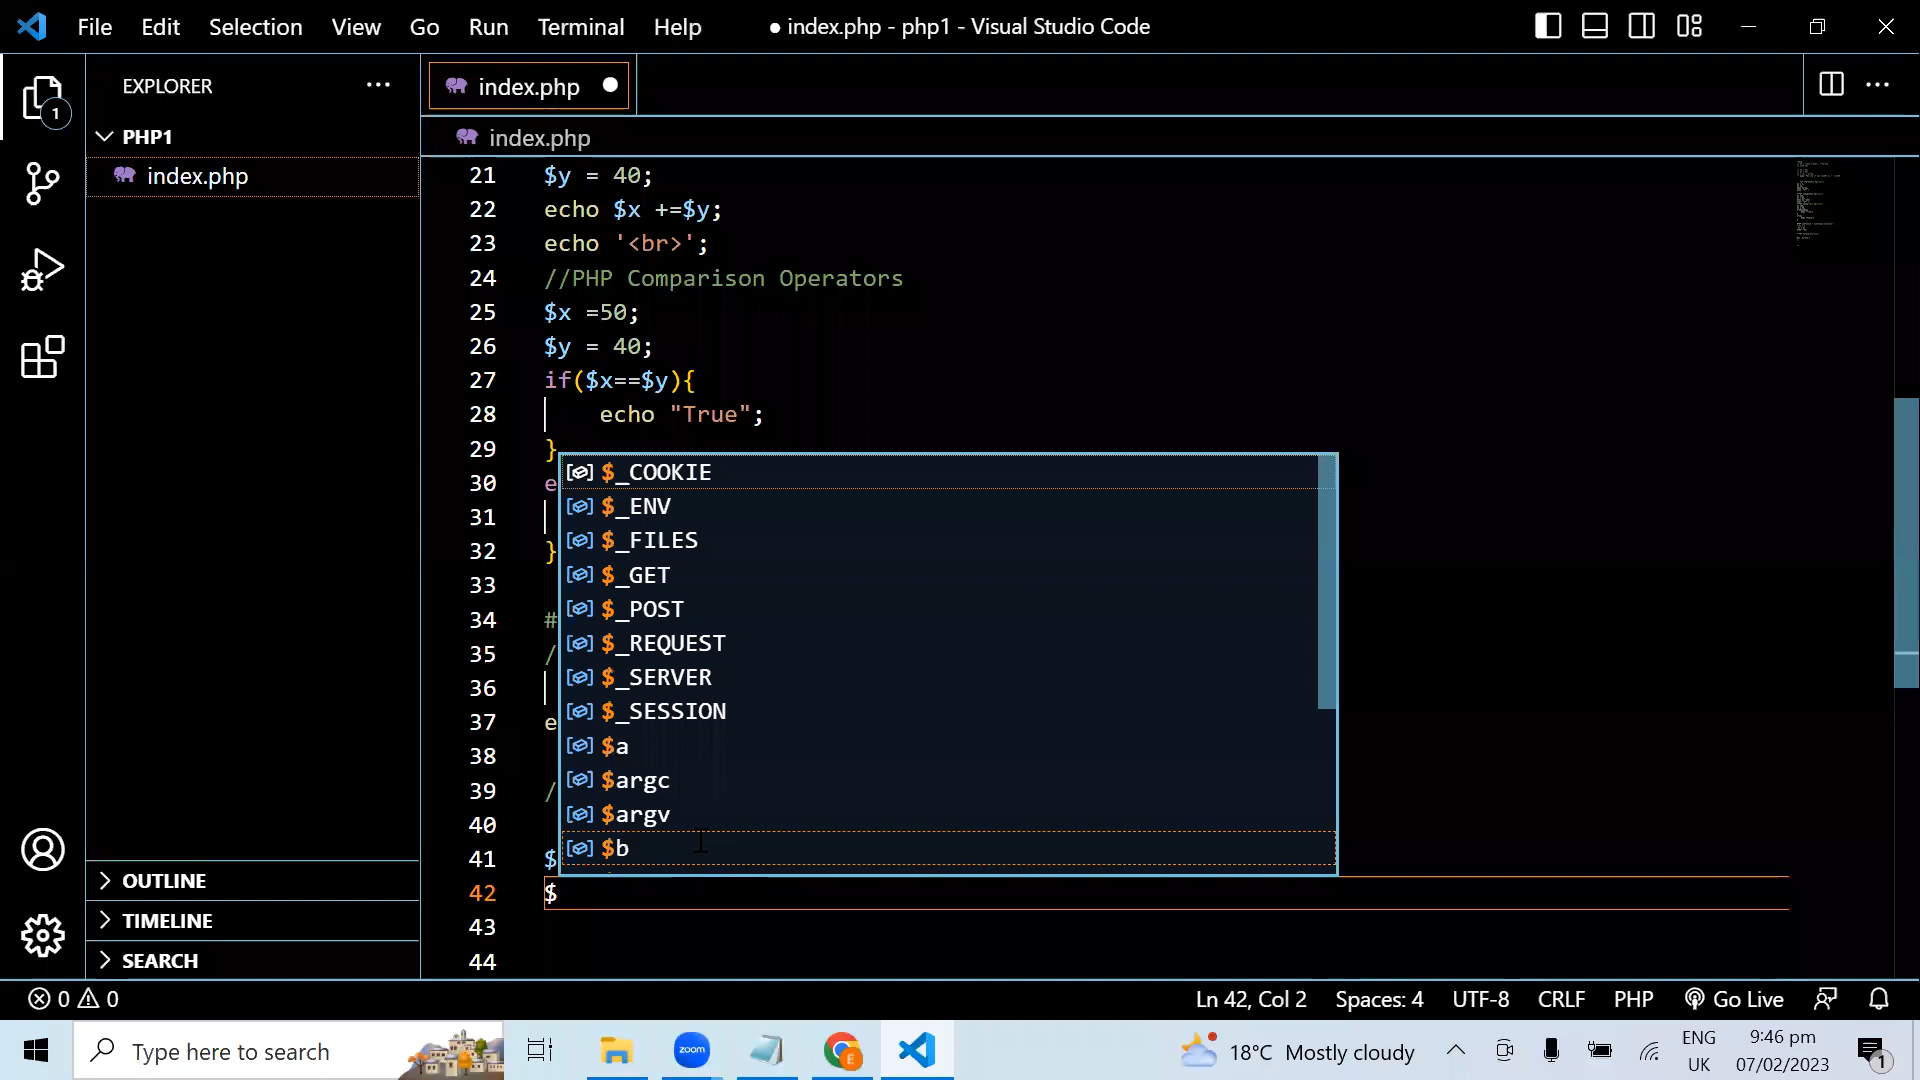 File Edit Selection View Go Run Terminal Help
● index.php - php1 - Visual Studio Code
EXPLORER
1
PHP1
index.php
OUTLINE
TIMELINE
SEARCH
index.php
index.php
21 $y = 40;
22 echo $x +=$y;
23 echo '<br>';
24 //PHP Comparison Operators
25 $x =50;
26 $y = 40;
27 if($x==$y){
28 echo "True";
29 }
30 e
31
32 }
33
34 #
35 /
36
37 e
38
39 /
40
41 $
42 $
43
44
$_COOKIE
$_ENV
$_FILES
$_GET
$_POST
$_REQUEST
$_SERVER
$_SESSION
$a
$argc
$argv
$b
0 0
Ln 42, Col 2 Spaces: 4 UTF-8 CRLF PHP Go Live
Type here to search
zoom
E
18°C Mostly cloudy
ENG
UK
9:46 pm
07/02/2023
1